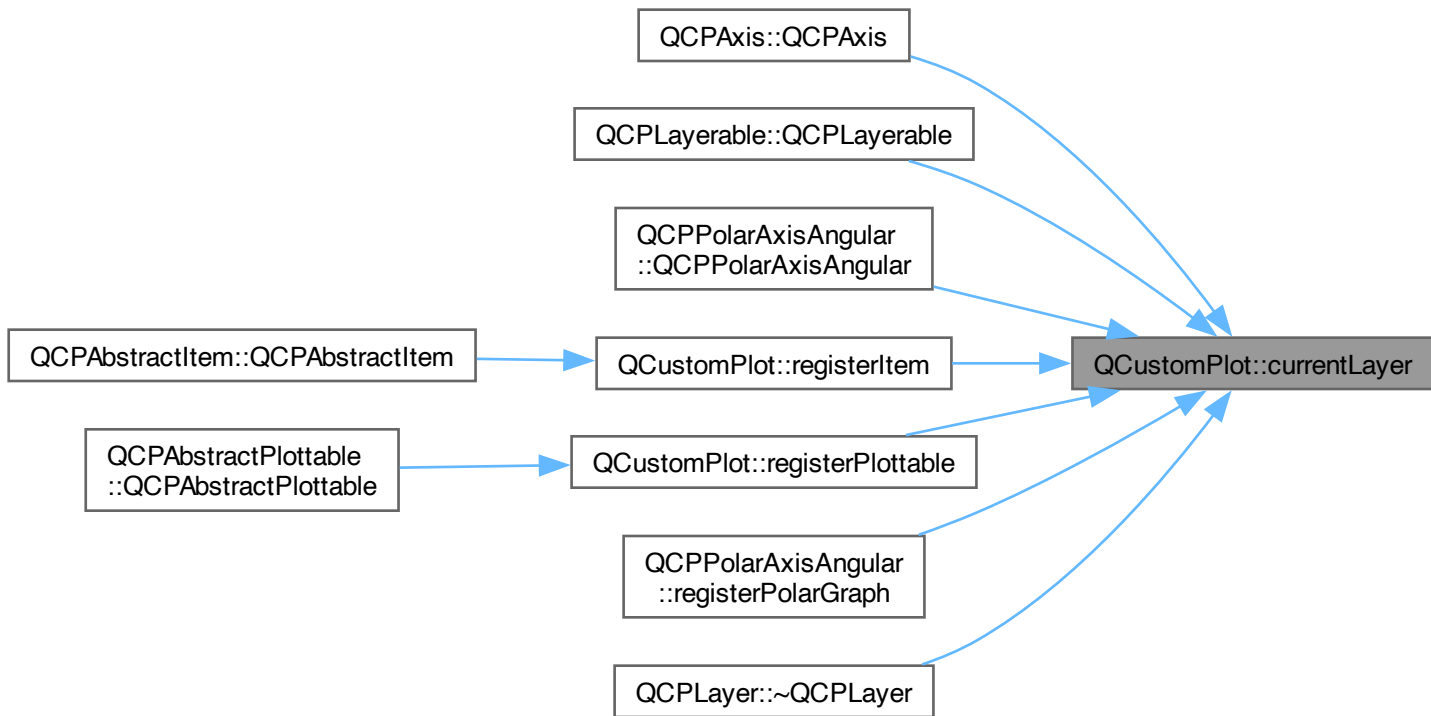 QCPAxis::QCPAxis
QCPLayerable::QCPLayerable
QCPPolarAxisAngular
::QCPPolarAxisAngular
QCPAbstractItem::QCPAbstractItem
QCustomPlot::registerItem
QCustomPlot::currentLayer
QCPAbstractPlottable
::QCPAbstractPlottable
QCustomPlot::registerPlottable
QCPPolarAxisAngular
::registerPolarGraph
QCPLayer::~QCPLayer